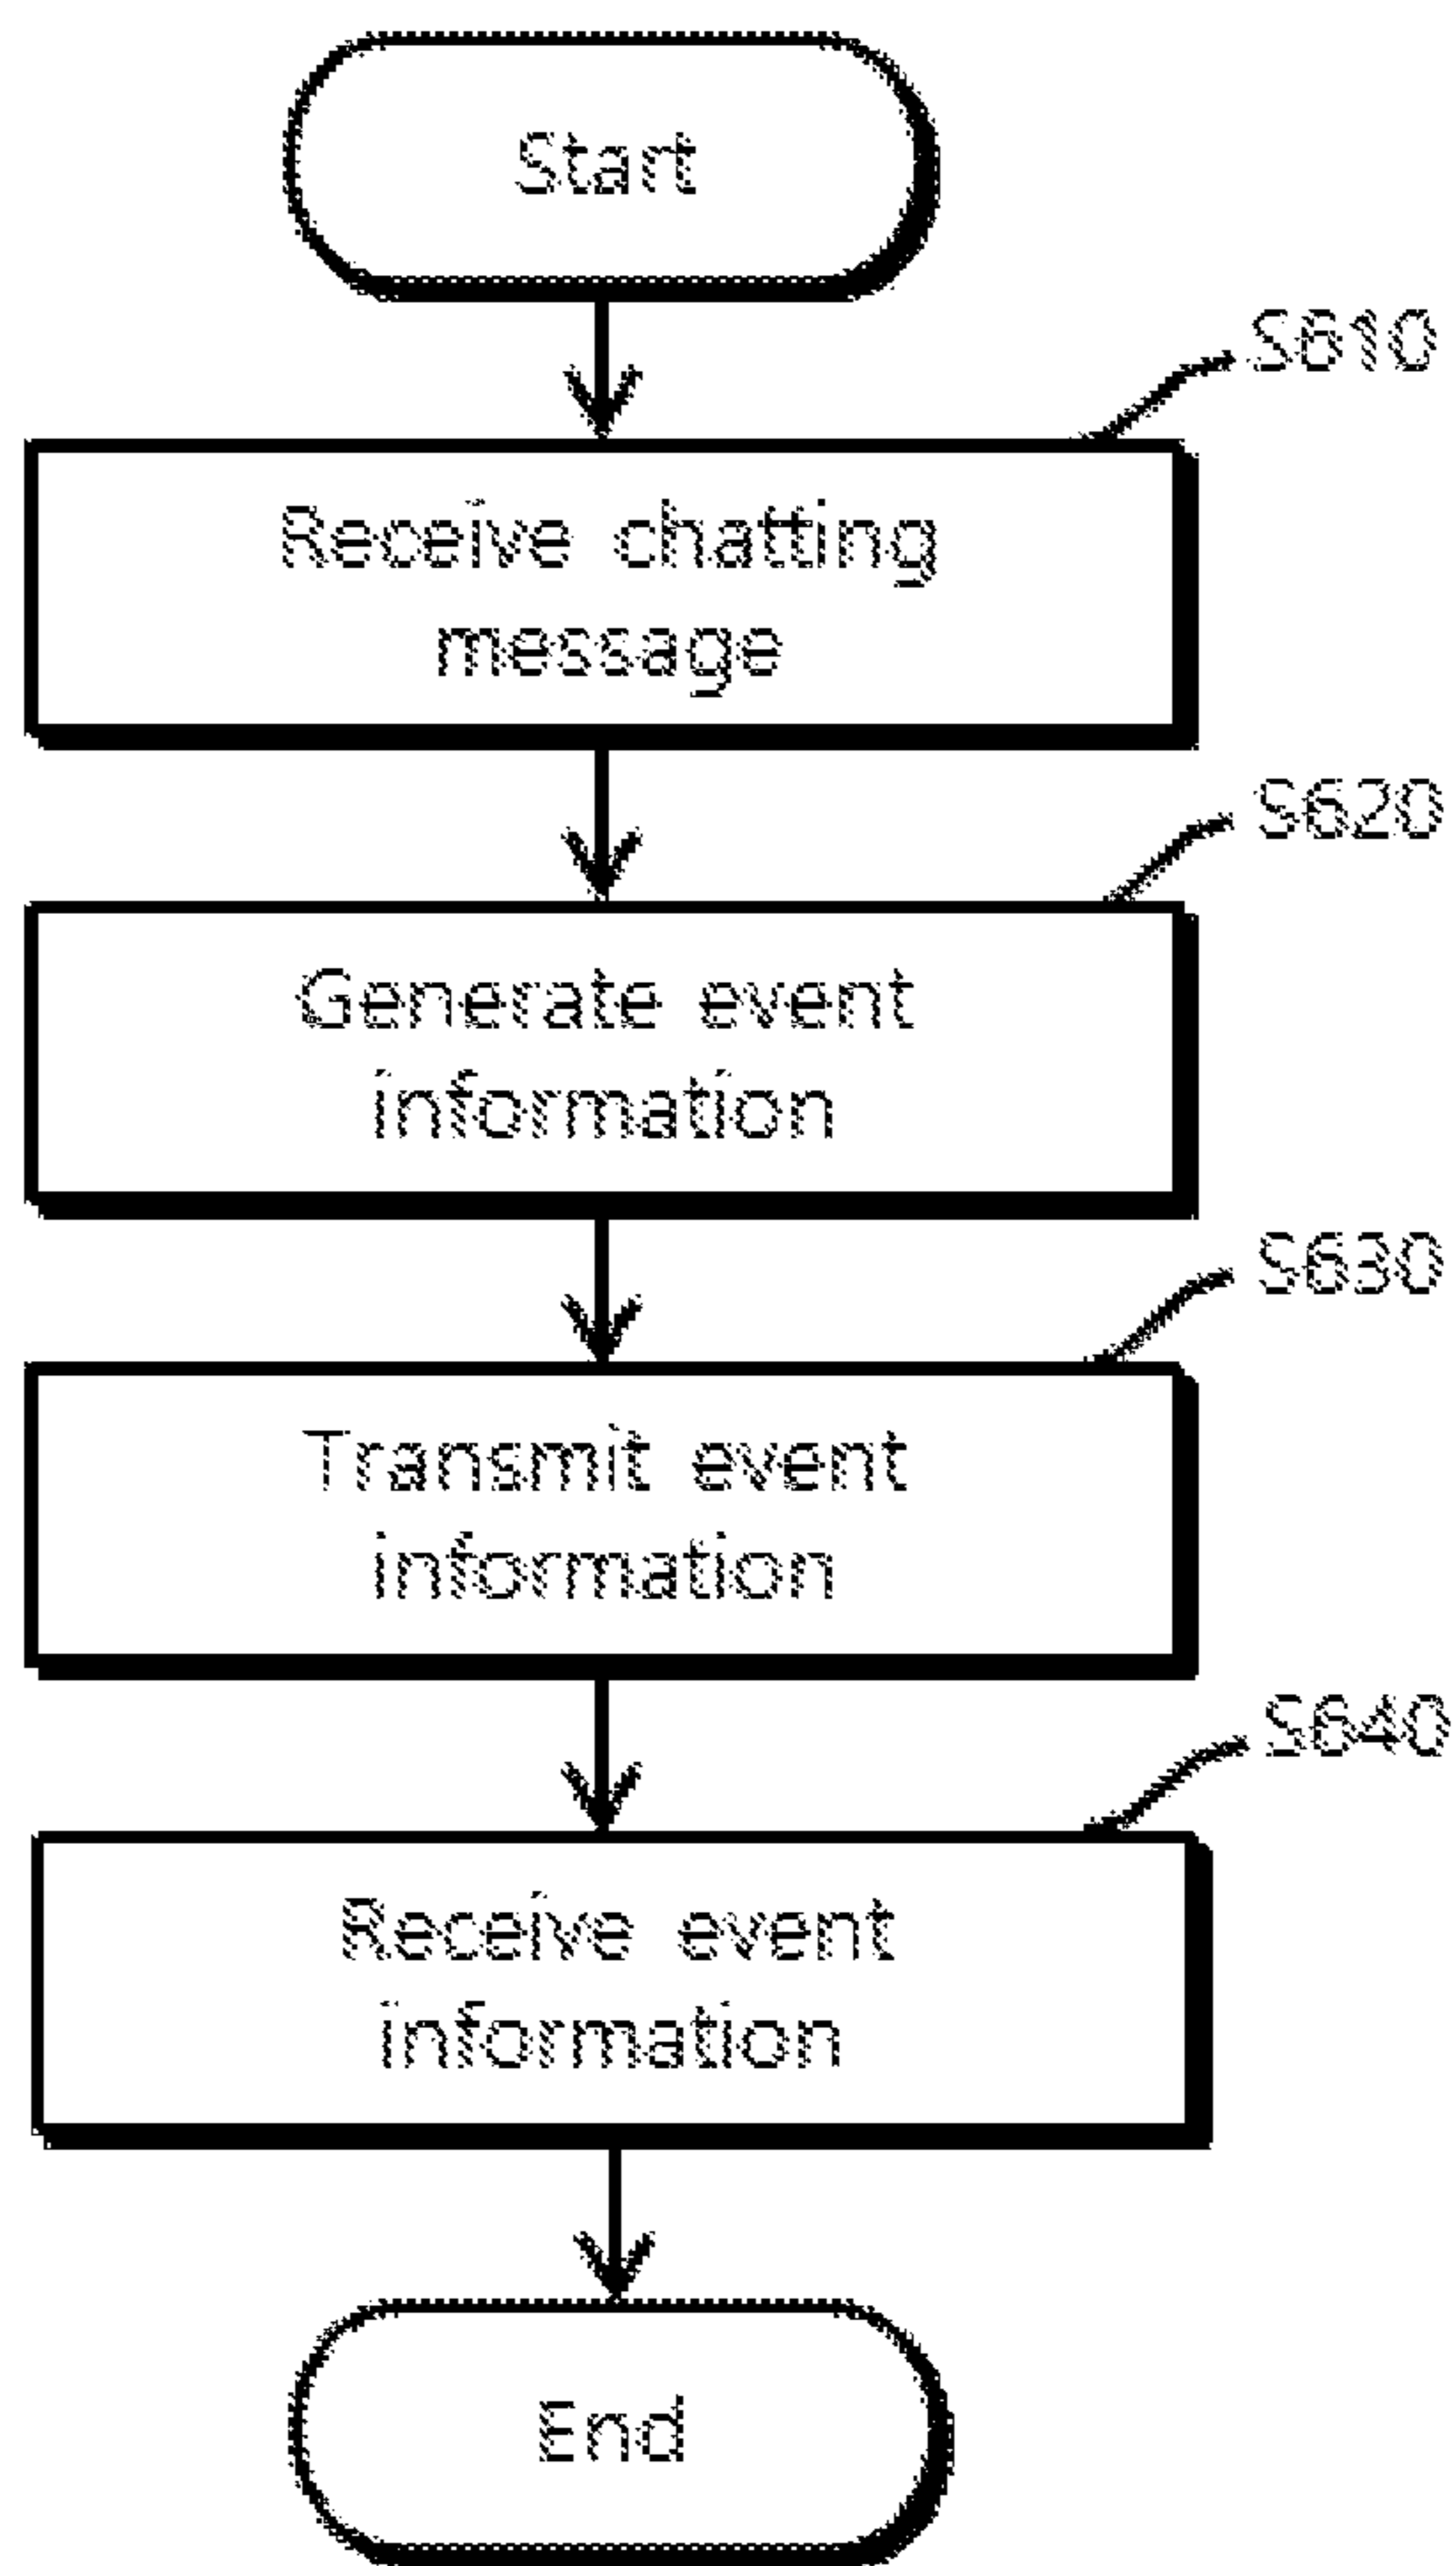 Start
S610
Receive chatting
message
S620
Generate event
information
S630
Transmit event
information
S640
Receive event
information
End